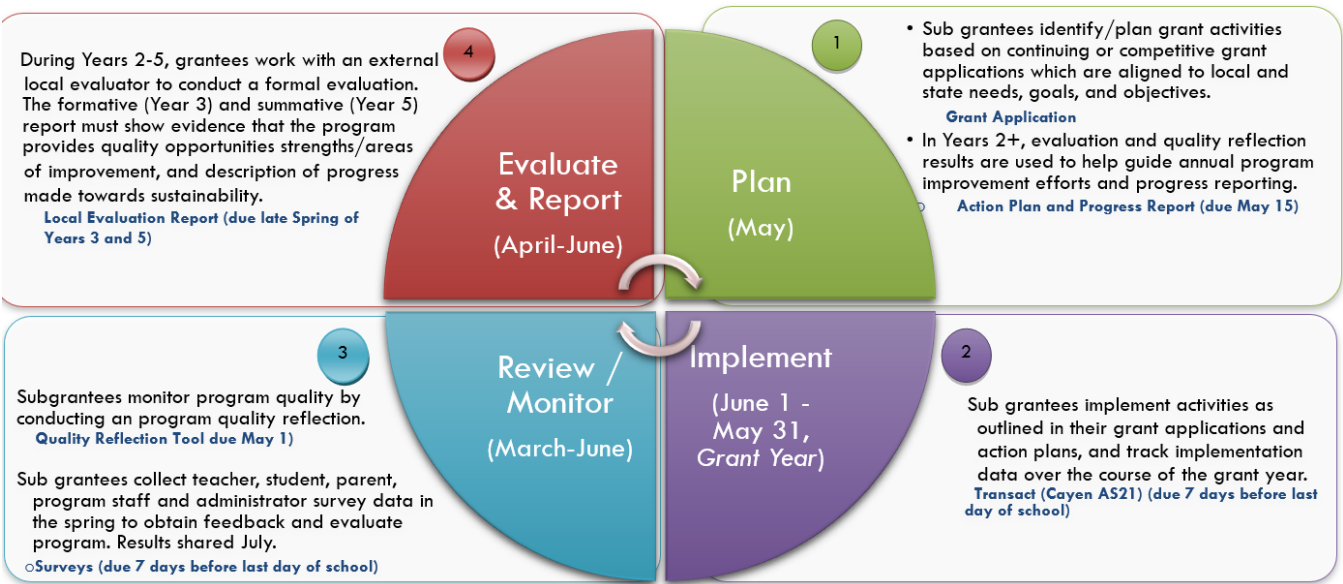 4
During Years 2-5, grantees work with an external
local evaluator to conduct a formal evaluation.
The formative (Year 3) and summative (Year 5)
report must show evidence that the program
provides quality opportunities strengths/areas
of improvement, and description of progress
made towards sustainability.
Local Evaluation Report (due late Spring of
Years 3 and 5)
Evaluate
& Report
(April-June)
Plan
(May)
1
• Sub grantees identify/plan grant activities
based on continuing or competitive grant
applications which are aligned to local and
state needs, goals, and objectives.
Grant Application
• In Years 2+, evaluation and quality reflection
results are used to help guide annual program
improvement efforts and progress reporting.
o Action Plan and Progress Report (due May 15)
3
Subgrantees monitor program quality by
conducting an program quality reflection.
Quality Reflection Tool due May 1)
Sub grantees collect teacher, student, parent,
program staff and administrator survey data in
the spring to obtain feedback and evaluate
program. Results shared July.
oSurveys (due 7 days before last day of school)
Review /
Monitor
(March-June)
Implement
(June 1 -
May 31,
Grant Year)
2
Sub grantees implement activities as
outlined in their grant applications and
action plans, and track implementation
data over the course of the grant year.
Transact (Cayen AS21) (due 7 days before last
day of school)